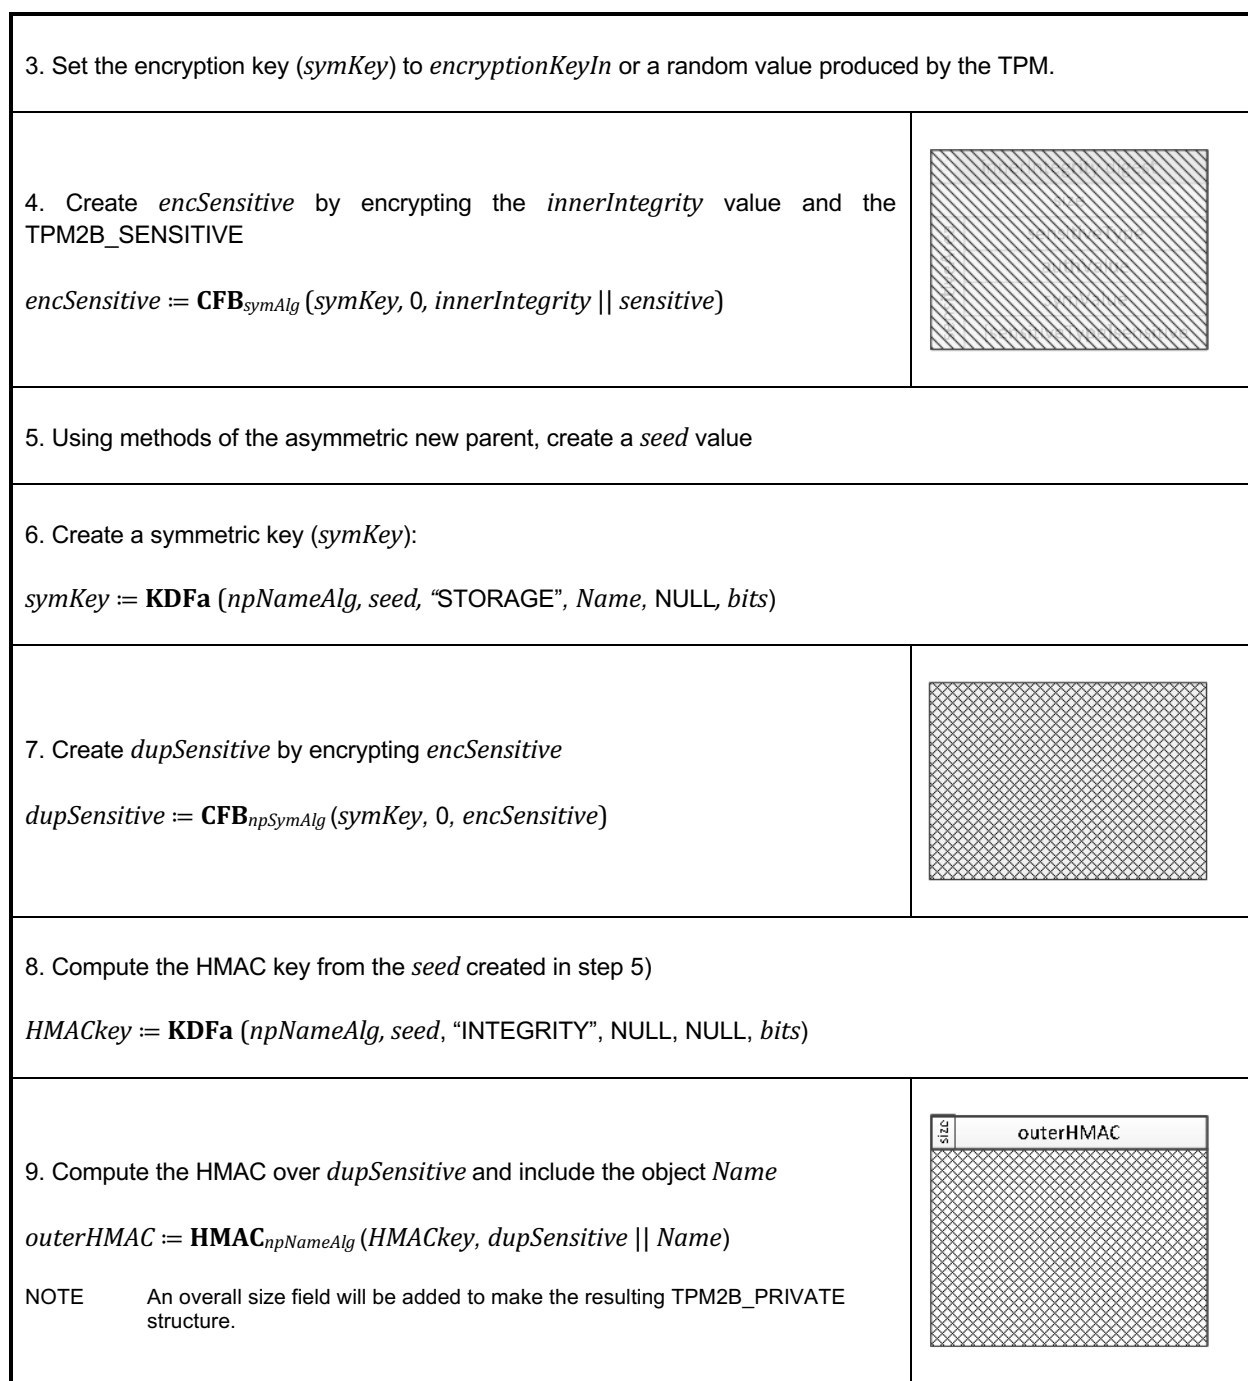 3. Set the encryption key (symKey) to encryptionKeyIn or a random value produced by the TPM.
4. Create encSensitive by encrypting the innerIntegrity value and the
TPM2B_SENSITIVE
encSensitive ≔ CFBsymAlg (symKey, 0, innerIntegrity || sensitive)
size
sensitiveType
authValue
5. Using methods of the asymmetric new parent, create a seed value
6. Create a symmetric key (symKey):
symKey ≔ KDFa (npNameAlg, seed, “STORAGE”, Name, NULL, bits)
7. Create dupSensitive by encrypting encSensitive
dupSensitive ≔ CFBnpSymAlg (symKey, 0, encSensitive)
8. Compute the HMAC key from the seed created in step 5)
HMACkey ≔ KDFa (npNameAlg, seed, “INTEGRITY”, NULL, NULL, bits)
9. Compute the HMAC over dupSensitive and include the object Name
outerHMAC ≔ HMACnpNameAlg (HMACkey, dupSensitive || Name)
NOTE An overall size field will be added to make the resulting TPM2B_PRIVATE
structure.
size
outerHMAC